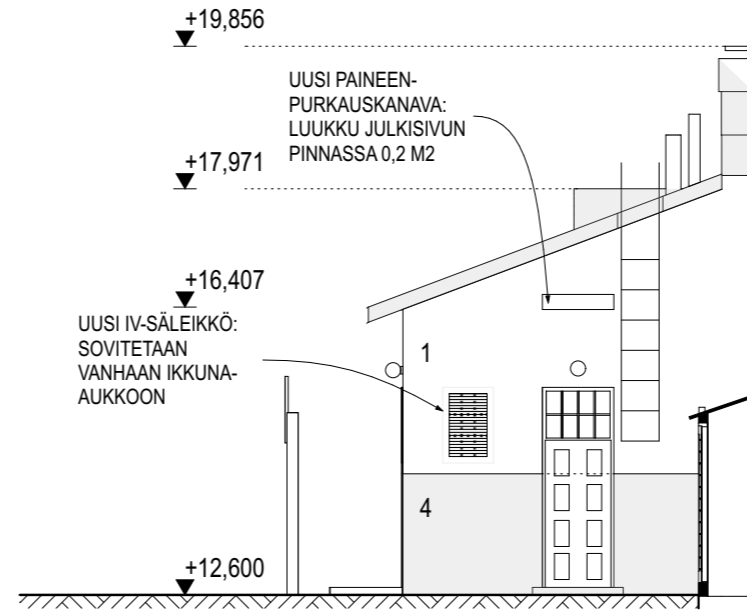 +19,856
UUSI PAINEEN-
PURKAUSKANAVA:
LUUKKU JULKISIVUN
PINNASSA 0,2 M2
+17,971
+16,407
UUSI IV-SÄLEIKKÖ:
SOVITETAAN
VANHAAN IKKUNA-
AUKKOON
1
4
+12,600